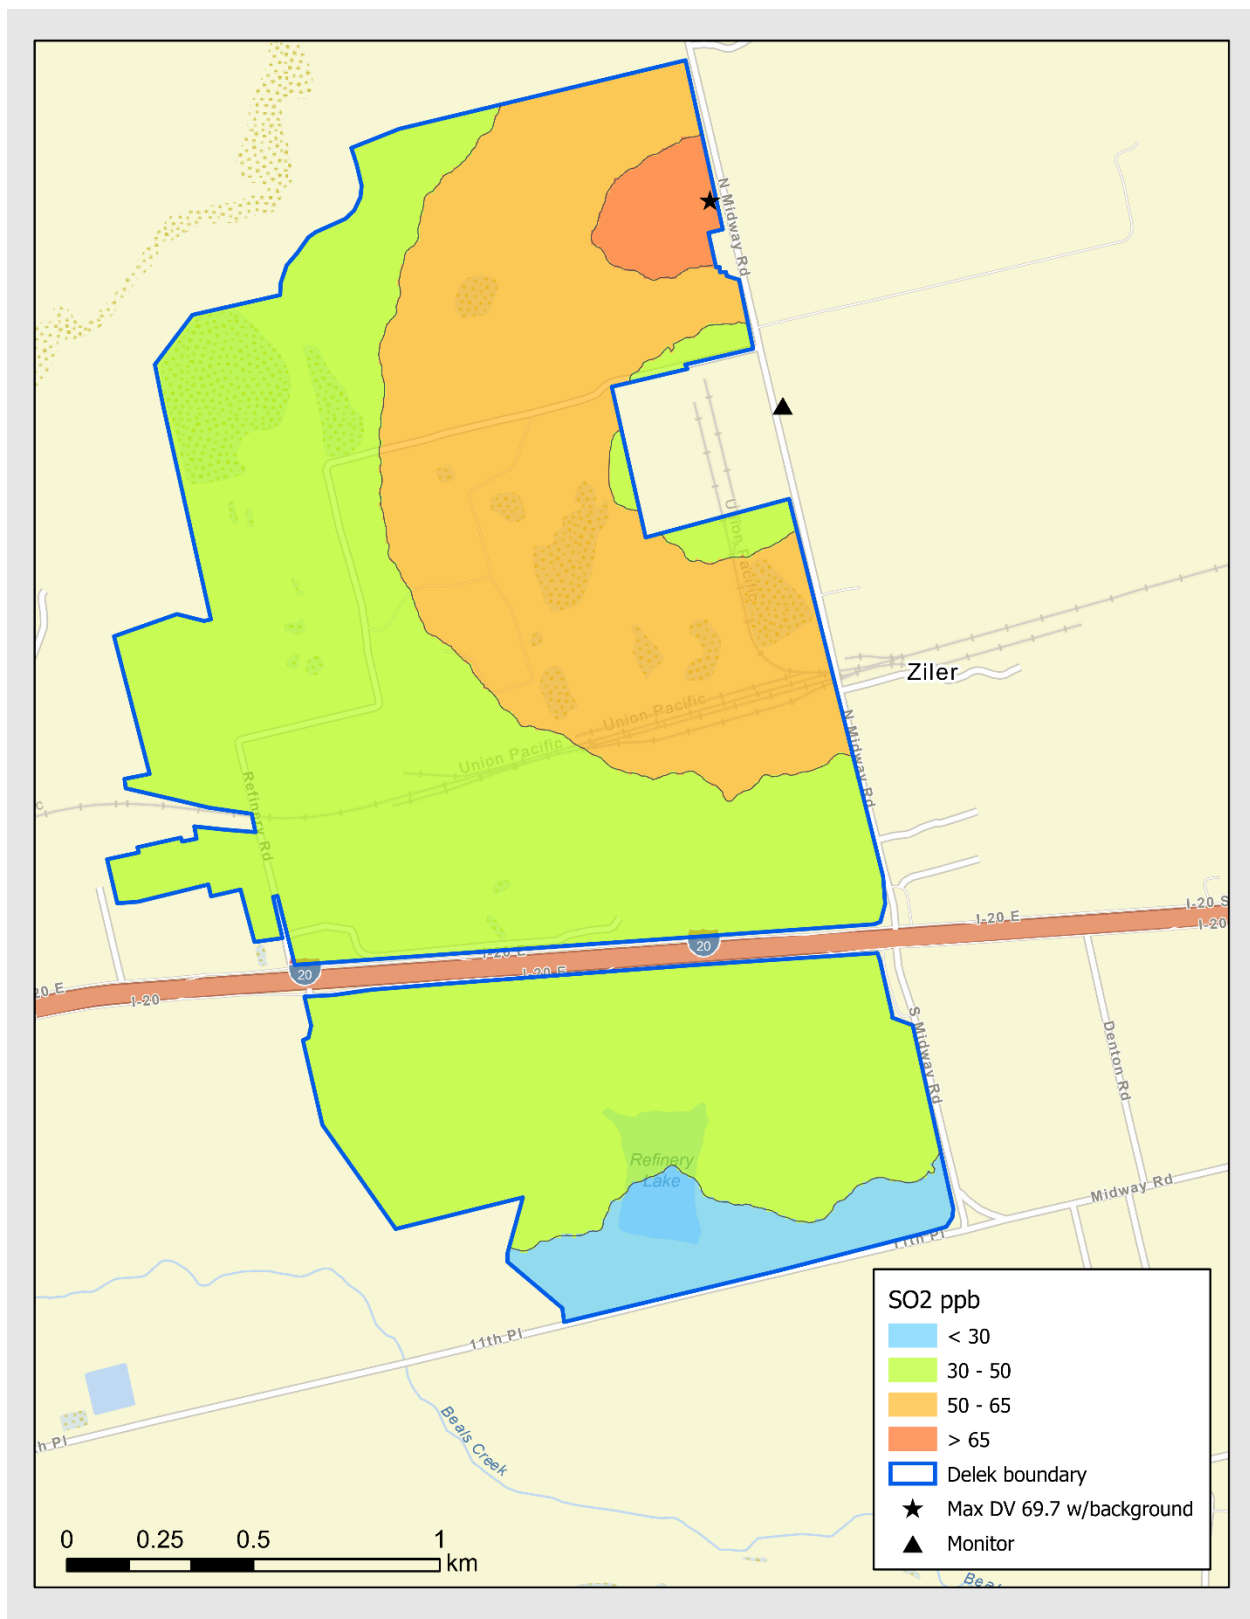 N Midway Rd
Union Pacific
Ziler
Union Pacific
Union Pacific
N Midway Rd
Refinery Rd
c
I-20 S
I-20 E
I-20
20
I-20 E
20
I-20 E
20 E
I-20
S Midway Rd
Denton Rd
Refinery
Lake
Midway Rd
11th Pl
11th Pl
Beals Creek
h Pl
SO2 ppb
< 30
30 - 50
50 - 65
> 65
Delek boundary
Max DV 69.7 w/background
Monitor
0 0.25 0.5 1
km
Beal